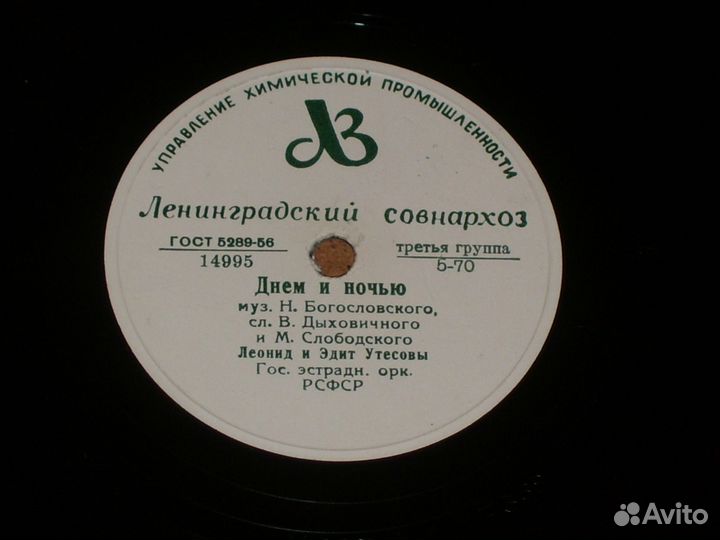 УПРАВЛЕНИЕ ХИМИЧЕСКОЙ ПРОМЫШЛЕННОСТИ
ЛЗ
Ленинградский совнархоз
ГОСТ 5289-56
14995
третья группа
5-70
Днем и ночью
муз. Н. Богословского,
сл. В. Дыховичного
и М. Слободского
Леонид и Эдит Утесовы
Гос. эстрадн. орк.
РСФСР
Avito